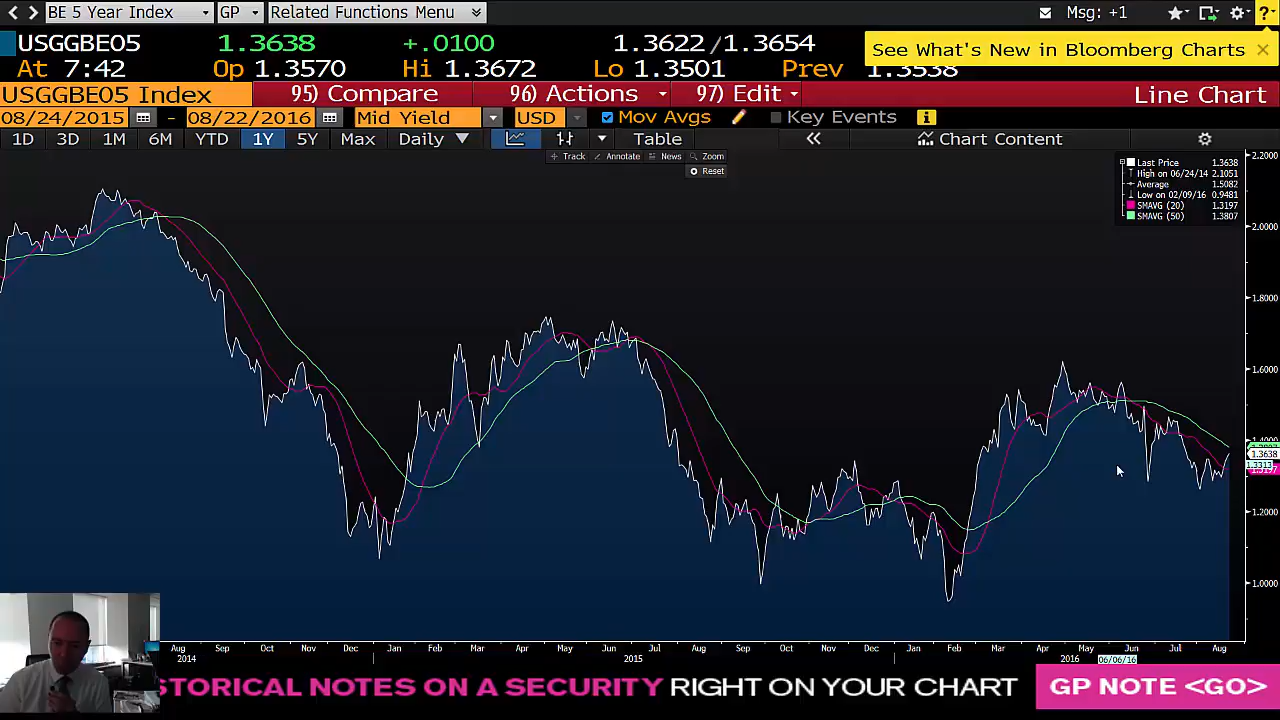 BE 5 Year Index GP Related Functions Menu Msg: +1
USGGBE05 1.3638 +.0100 1.3622/1.3654
See What's New in Bloomberg Charts
At 7:42 Op 1.3570 Hi 1.3672 Lo 1.3501 Prev 1.3538
USGGBE05 Index 95) Compare 96) Actions 97) Edit Line Chart
08/24/2015 - 08/22/2016 Mid Yield USD Mov Avgs Key Events
1D 3D 1M 6M YTD 1Y 5Y Max Daily Table Chart Content
Track Annotate News Zoom
Reset
Last Price 1.3638
High on 06/24/14 2.1051
Average 1.5082
Low on 02/09/16 0.9481
SMAVG (20) 1.3197
SMAVG (50) 1.3807
2.2000
2.0000
1.8000
1.6000
1.4000
1.3638
1.3313
1.2000
1.0000
Aug Sep Oct Nov Dec Jan Feb Mar Apr May Jun Jul Aug Sep Oct Nov Dec Jan Feb Mar Apr May Jun Jul Aug
2014 2015 2016 06/06/16
STORICAL NOTES ON A SECURITY RIGHT ON YOUR CHART GP NOTE <GO>